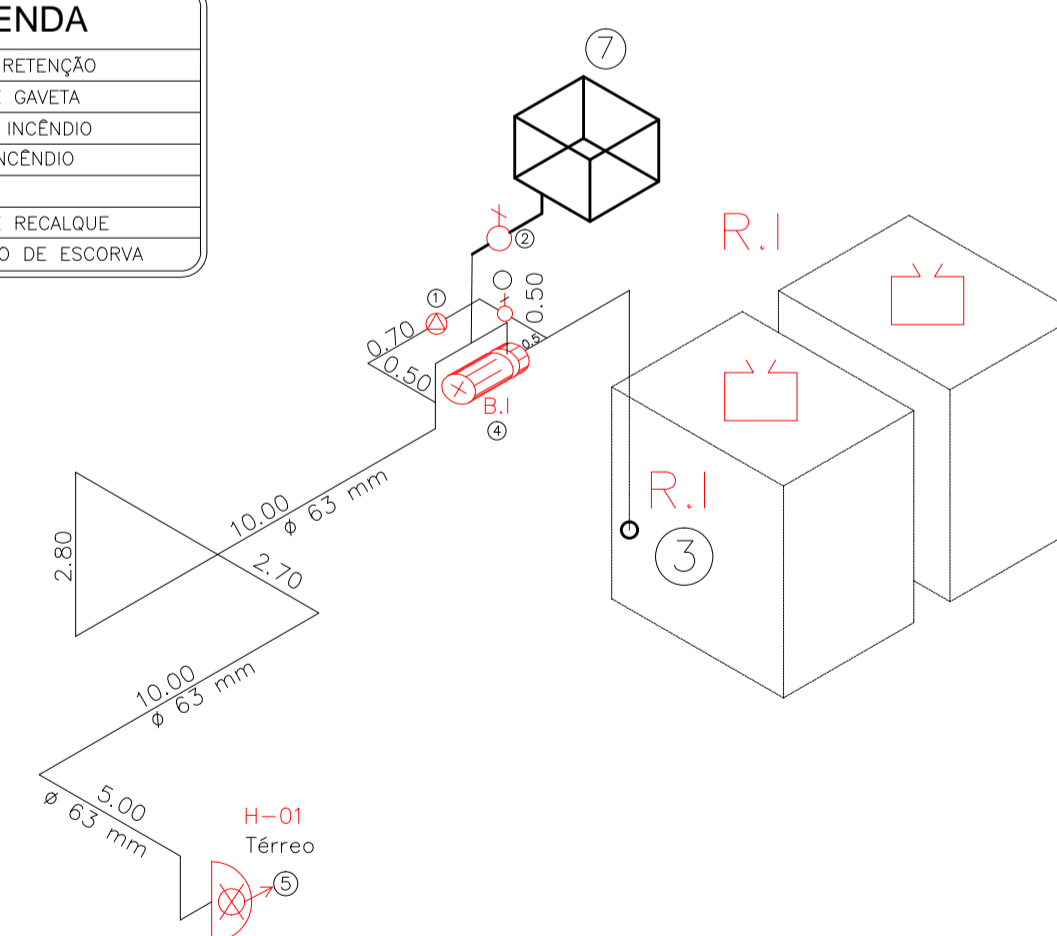 ENDA
RETENÇÃO
E GAVETA
INCÊNDIO
NCÊNDIO
E RECALQUE
O DE ESCORVA
7
2
R.I
1
0.50
0.70
0.50
0.5
B.I
4
R.I
3
10.00
ϕ 63 mm
2.80
2.70
10.00
ϕ 63 mm
5.00
ϕ 63 mm
H-01
Térreo
5